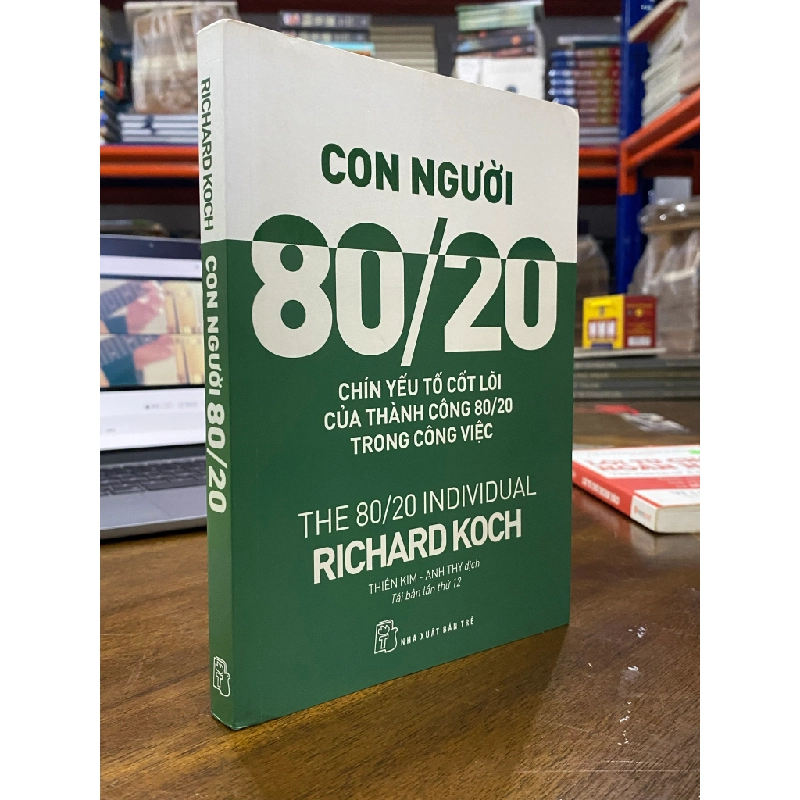 RICHARD KOCH
CON NGƯỜI 80/20
CON NGƯỜI
80/20
CHÍN YẾU TỐ CỐT LÕI
CỦA THÀNH CÔNG 80/20
TRONG CÔNG VIỆC
THE 80/20 INDIVIDUAL
RICHARD KOCH
THIÊN KIM - ANH THY dịch
Tái bản lần thứ 12
NHÀ XUẤT BẢN TRẺ